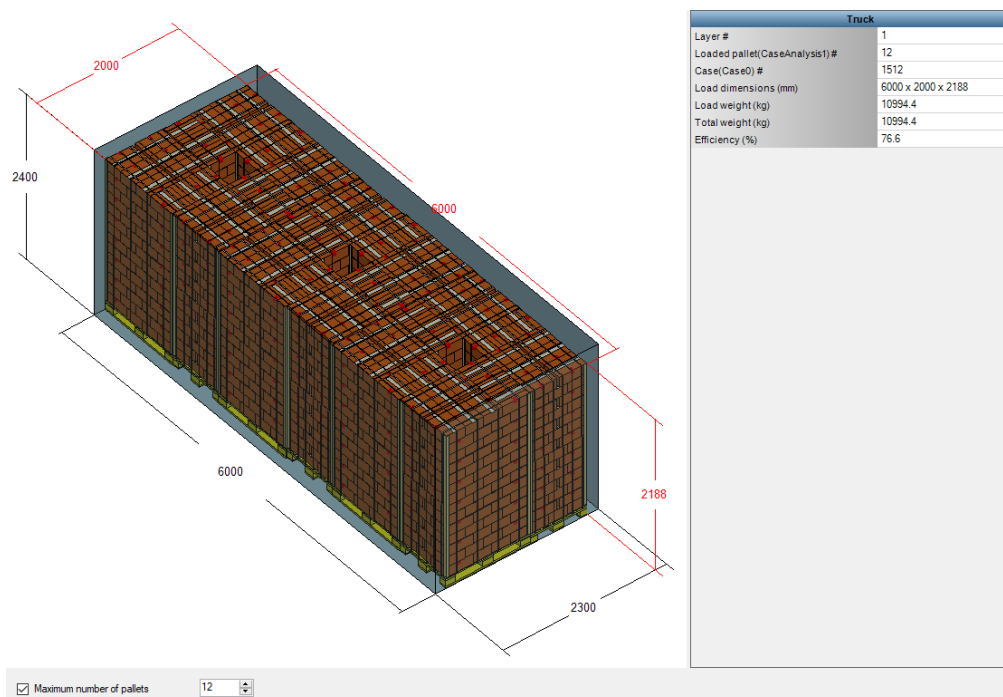 2000
2400
6000
6000
2188
2300
Truck
Layer # 1
Loaded pallet(CaseAnalysis1) # 12
Case(Case0) # 1512
Load dimensions (mm) 6000 x 2000 x 2188
Load weight (kg) 10994.4
Total weight (kg) 10994.4
Efficiency (%) 76.6
Maximum number of pallets 12